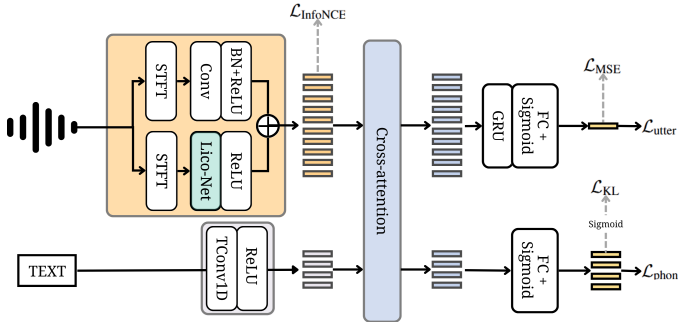 ℒInfoNCE
STFT
Conv
BN+ReLU
STFT
Lico-Net
ReLU
Cross-attention
GRU
FC +
Sigmoid
ℒMSE
ℒutter
TEXT
TConv1D
ReLU
FC +
Sigmoid
ℒKL
Sigmoid
ℒphon